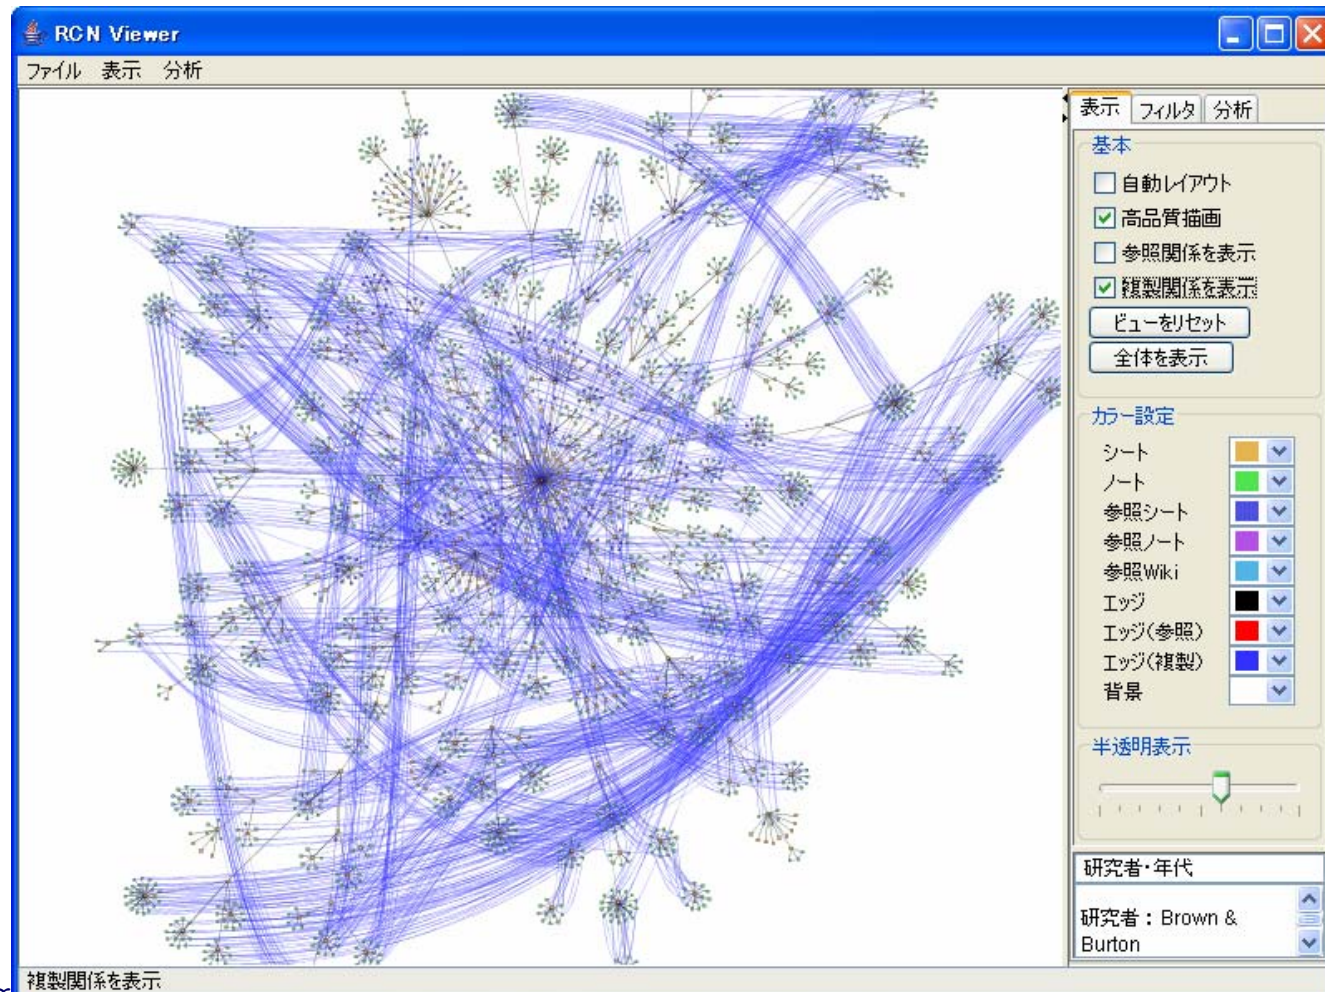 RCN Viewer
ファイル 表示 分析
表示 フィルタ 分析
基本
自動レイアウト
高品質描画
参照関係を表示
複製関係を表示
ビューをリセット
全体を表示
カラー設定
シート
ノート
参照シート
参照ノート
参照Wiki
エッジ
エッジ(参照)
エッジ(複製)
背景
半透明表示
研究者・年代
研究者：Brown &
Burton
複製関係を表示